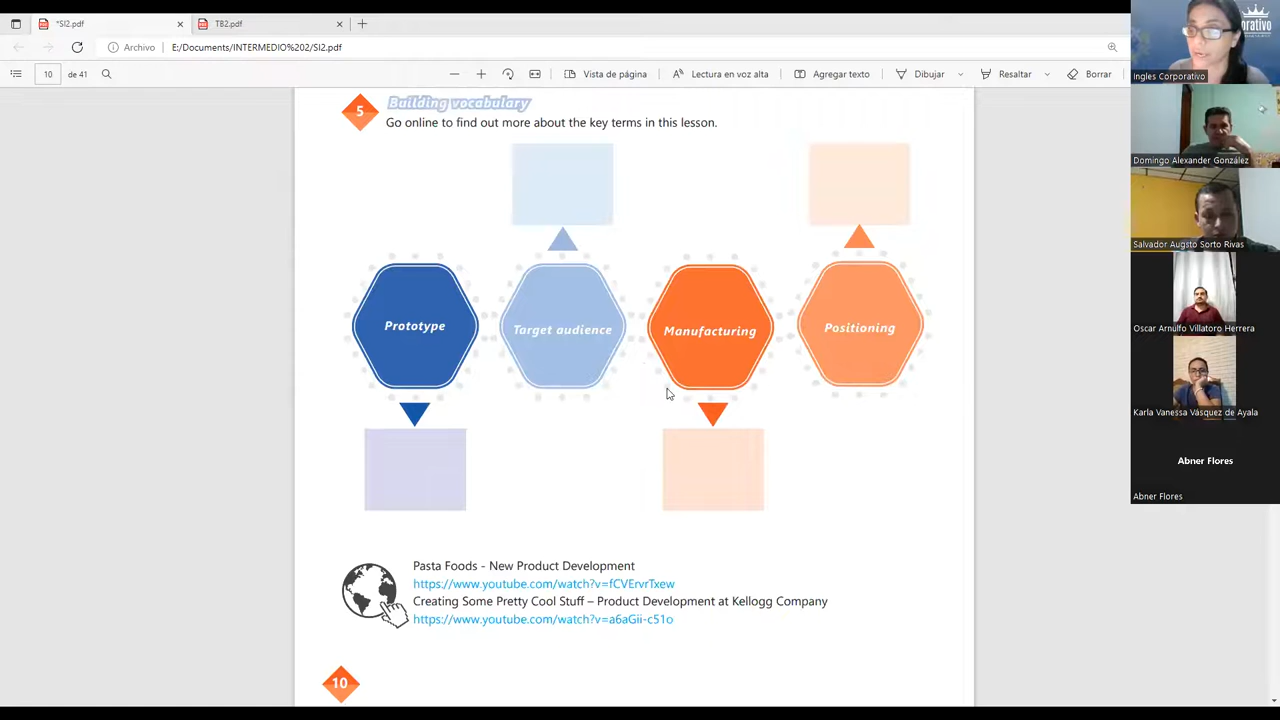 *SI2.pdf
TB2.pdf
Archivo
E:/Documents/INTERMEDIO%202/SI2.pdf
10 de 41
Vista de página
Lectura en voz alta
Agregar texto
Dibujar
Resaltar
Borrar
5
Building vocabulary
Go online to find out more about the key terms in this lesson.
Prototype
Target audience
Manufacturing
Positioning
Pasta Foods - New Product Development
https://www.youtube.com/watch?v=fCVErvrTxew
Creating Some Pretty Cool Stuff – Product Development at Kellogg Company
https://www.youtube.com/watch?v=a6aGii-c51o
10
Ingles Corporativo
Domingo Alexander González
Salvador Augsto Sorto Rivas
Oscar Arnulfo Villatoro Herrera
Karla Vanessa Vásquez de Ayala
Abner Flores
Abner Flores